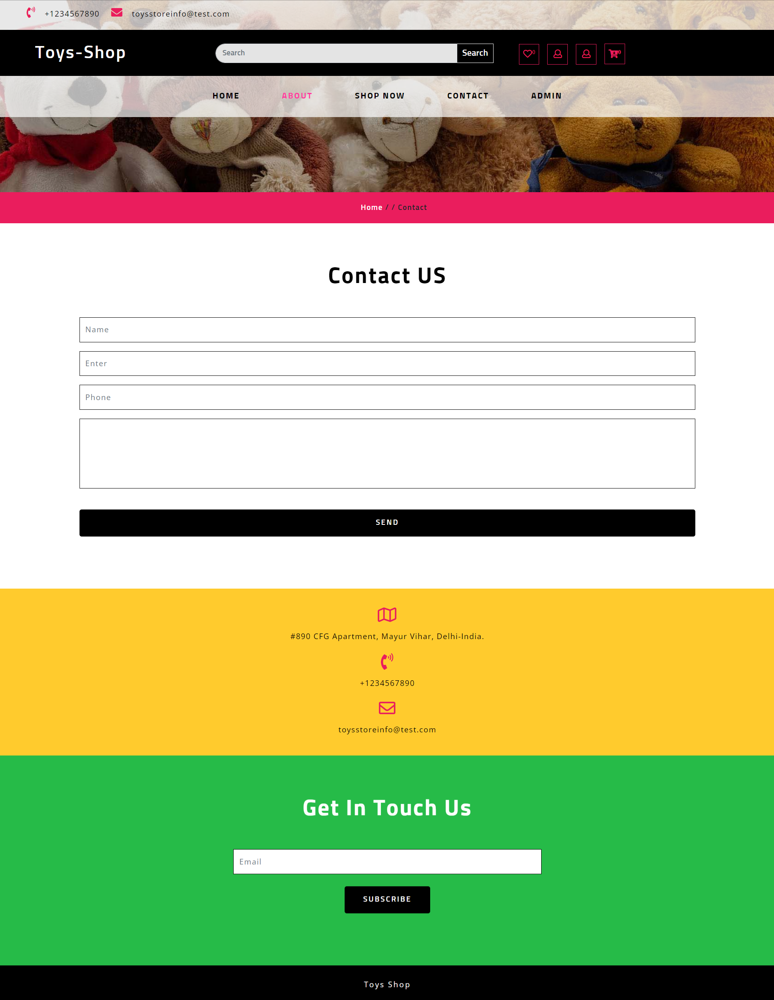 +1234567890 toysstoreinfo@test.com
Toys-Shop Search Search 0 0
HOME ABOUT SHOP NOW CONTACT ADMIN
Home / / Contact
Contact US
Name
Enter
Phone
SEND
#890 CFG Apartment, Mayur Vihar, Delhi-India.
+1234567890
toysstoreinfo@test.com
Get In Touch Us
Email
SUBSCRIBE
Toys Shop